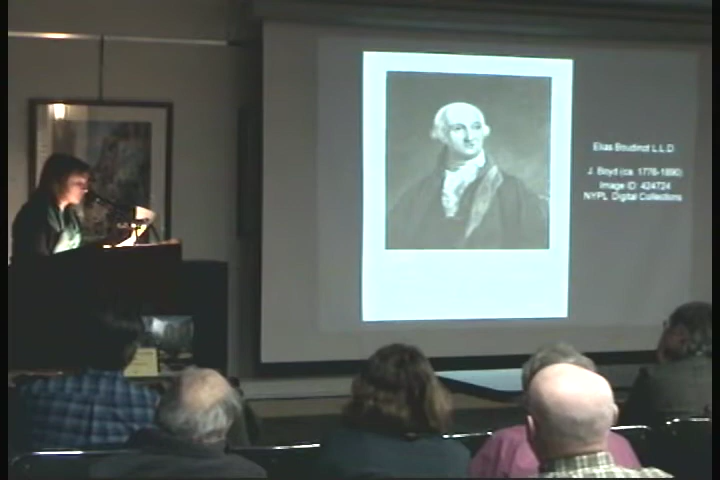 Elias Boudinot L.L.D.
J. Boyd (ca. 1776-1890)
Image ID: 424724
NYPL Digital Collections